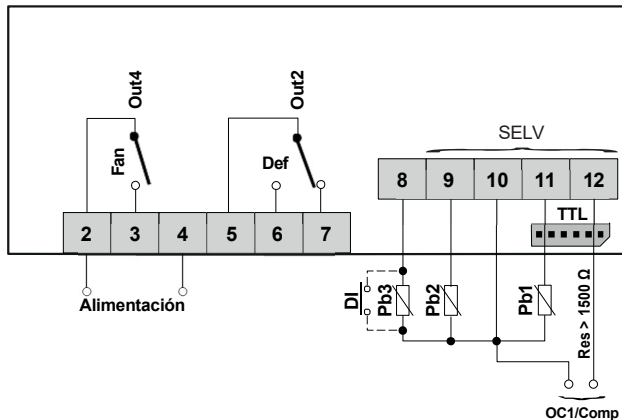 Out4
Out2
SELV
Fan
Def
8 9 10 11 12
TTL
2 3 4 5 6 7
Alimentación
DI
Pb3
Pb2
Pb1
Res > 1500 Ω
OC1/Comp